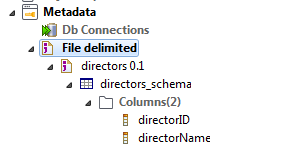 Metadata
Db Connections
File delimited
directors 0.1
directors_schema
Columns(2)
directorID
directorName